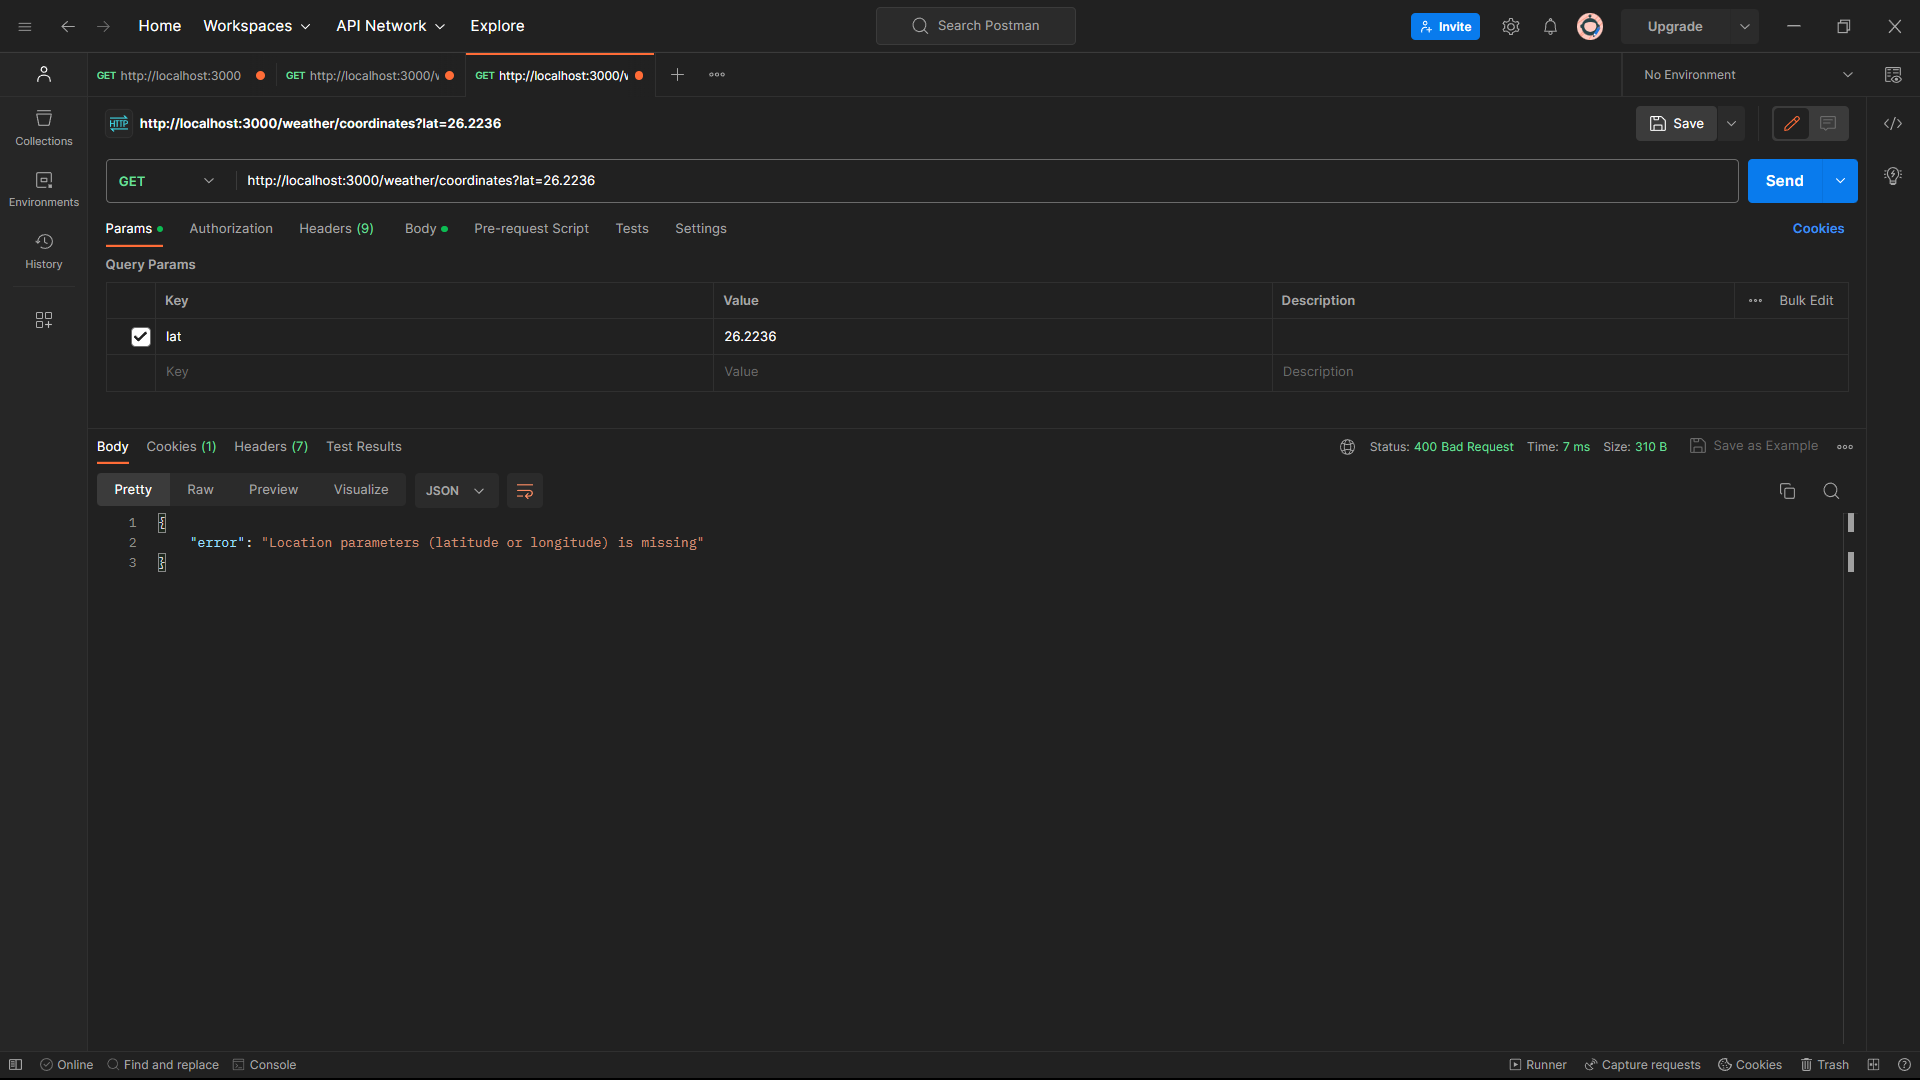 Home Workspaces API Network Explore Search Postman Invite Upgrade
GET http://localhost:3000 GET http://localhost:3000/v GET http://localhost:3000/v No Environment
HTTP http://localhost:3000/weather/coordinates?lat=26.2236 Save
Collections
GET http://localhost:3000/weather/coordinates?lat=26.2236 Send
Environments
Params Authorization Headers (9) Body Pre-request Script Tests Settings Cookies
History
Query Params
Key Value Description Bulk Edit
lat 26.2236
Key Value Description
Body Cookies (1) Headers (7) Test Results Status: 400 Bad Request Time: 7 ms Size: 310 B Save as Example
Pretty Raw Preview Visualize JSON
1 {
2 "error": "Location parameters (latitude or longitude) is missing"
3 }
Online Find and replace Console Runner Capture requests Cookies Trash